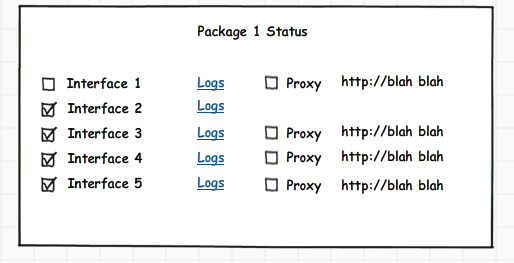 Package 1 Status
Interface 1 Logs Proxy http://blah blah
Interface 2 Logs
Interface 3 Logs Proxy http://blah blah
Interface 4 Logs Proxy http://blah blah
Interface 5 Logs Proxy http://blah blah